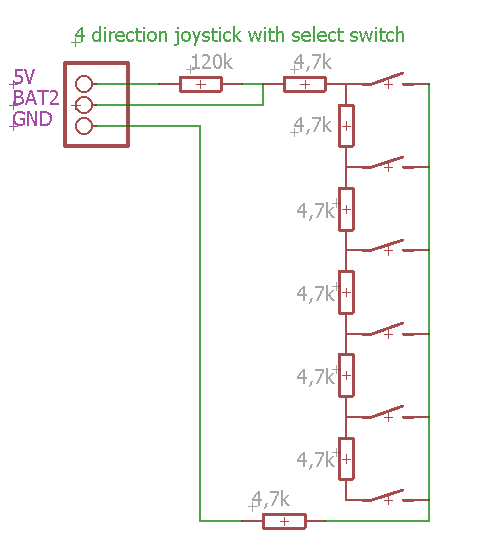 4 direction joystick with select switch
120k
4,7k
5V
BAT2
GND
4,7k
4,7k
4,7k
4,7k
4,7k
4,7k